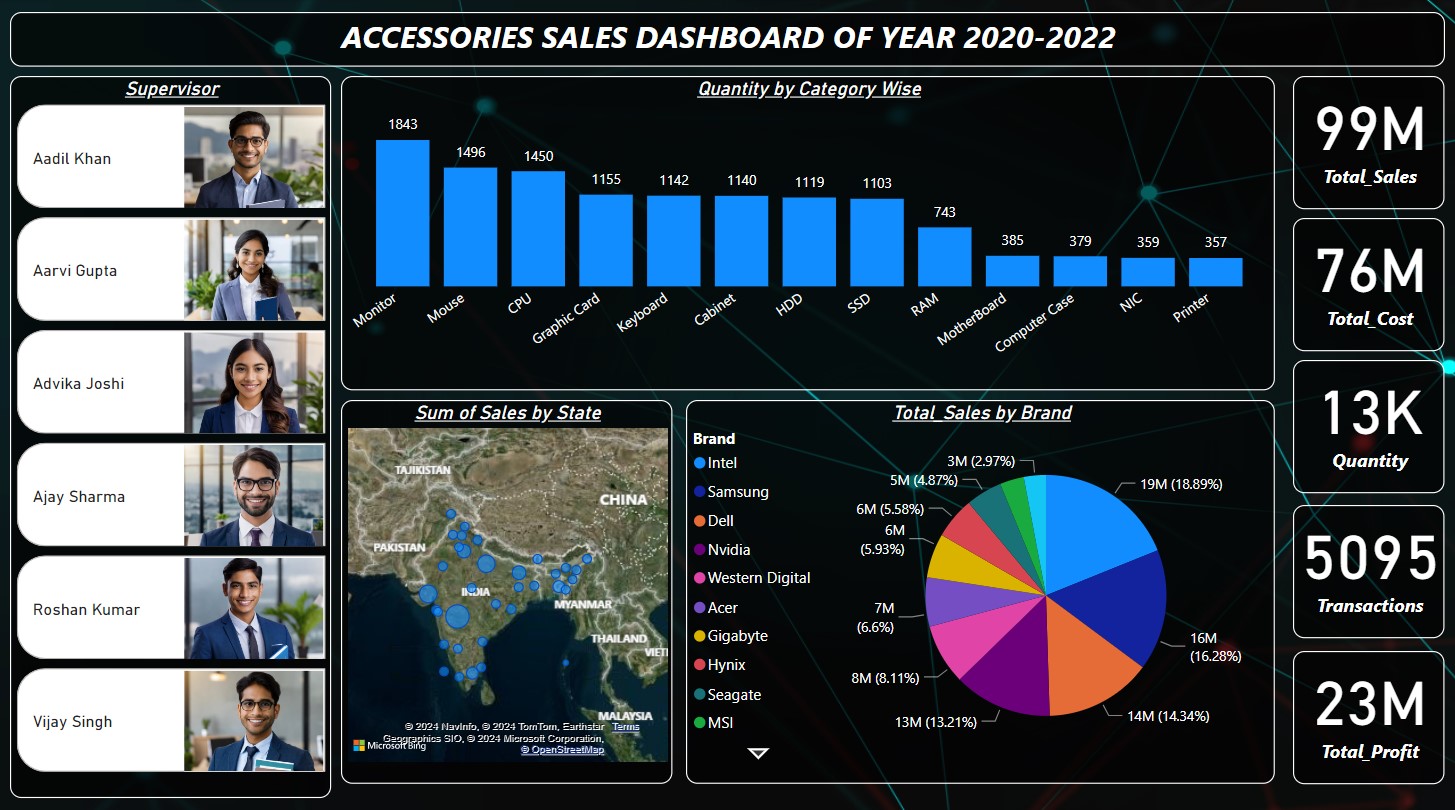 ACCESSORIES SALES DASHBOARD OF YEAR 2020-2022
Supervisor
Aadil Khan
Aarvi Gupta
Advika Joshi
Ajay Sharma
Roshan Kumar
Vijay Singh
Quantity by Category Wise
1843
1496
1450
1155
1142
1140
1119
1103
743
385
379
359
357
Monitor
Mouse
CPU
Graphic Card
Keyboard
Cabinet
HDD
SSD
RAM
MotherBoard
Computer Case
NIC
Printer
Sum of Sales by State
TAJIKISTAN
CHINA
PAKISTAN
INDIA
MYANMAR
THAILAND
VIET
MALAYSIA
© 2024 NavInfo, © 2024 TomTom, Earthstar Terms
Geographics SIO, © 2024 Microsoft Corporation,
Microsoft Bing
© OpenStreetMap
Total_Sales by Brand
Brand
Intel
Samsung
Dell
Nvidia
Western Digital
Acer
Gigabyte
Hynix
Seagate
MSI
3M (2.97%)
5M (4.87%)
6M (5.58%)
6M
(5.93%)
7M
(6.6%)
8M (8.11%)
13M (13.21%)
14M (14.34%)
16M
(16.28%)
19M (18.89%)
99M
Total_Sales
76M
Total_Cost
13K
Quantity
5095
Transactions
23M
Total_Profit